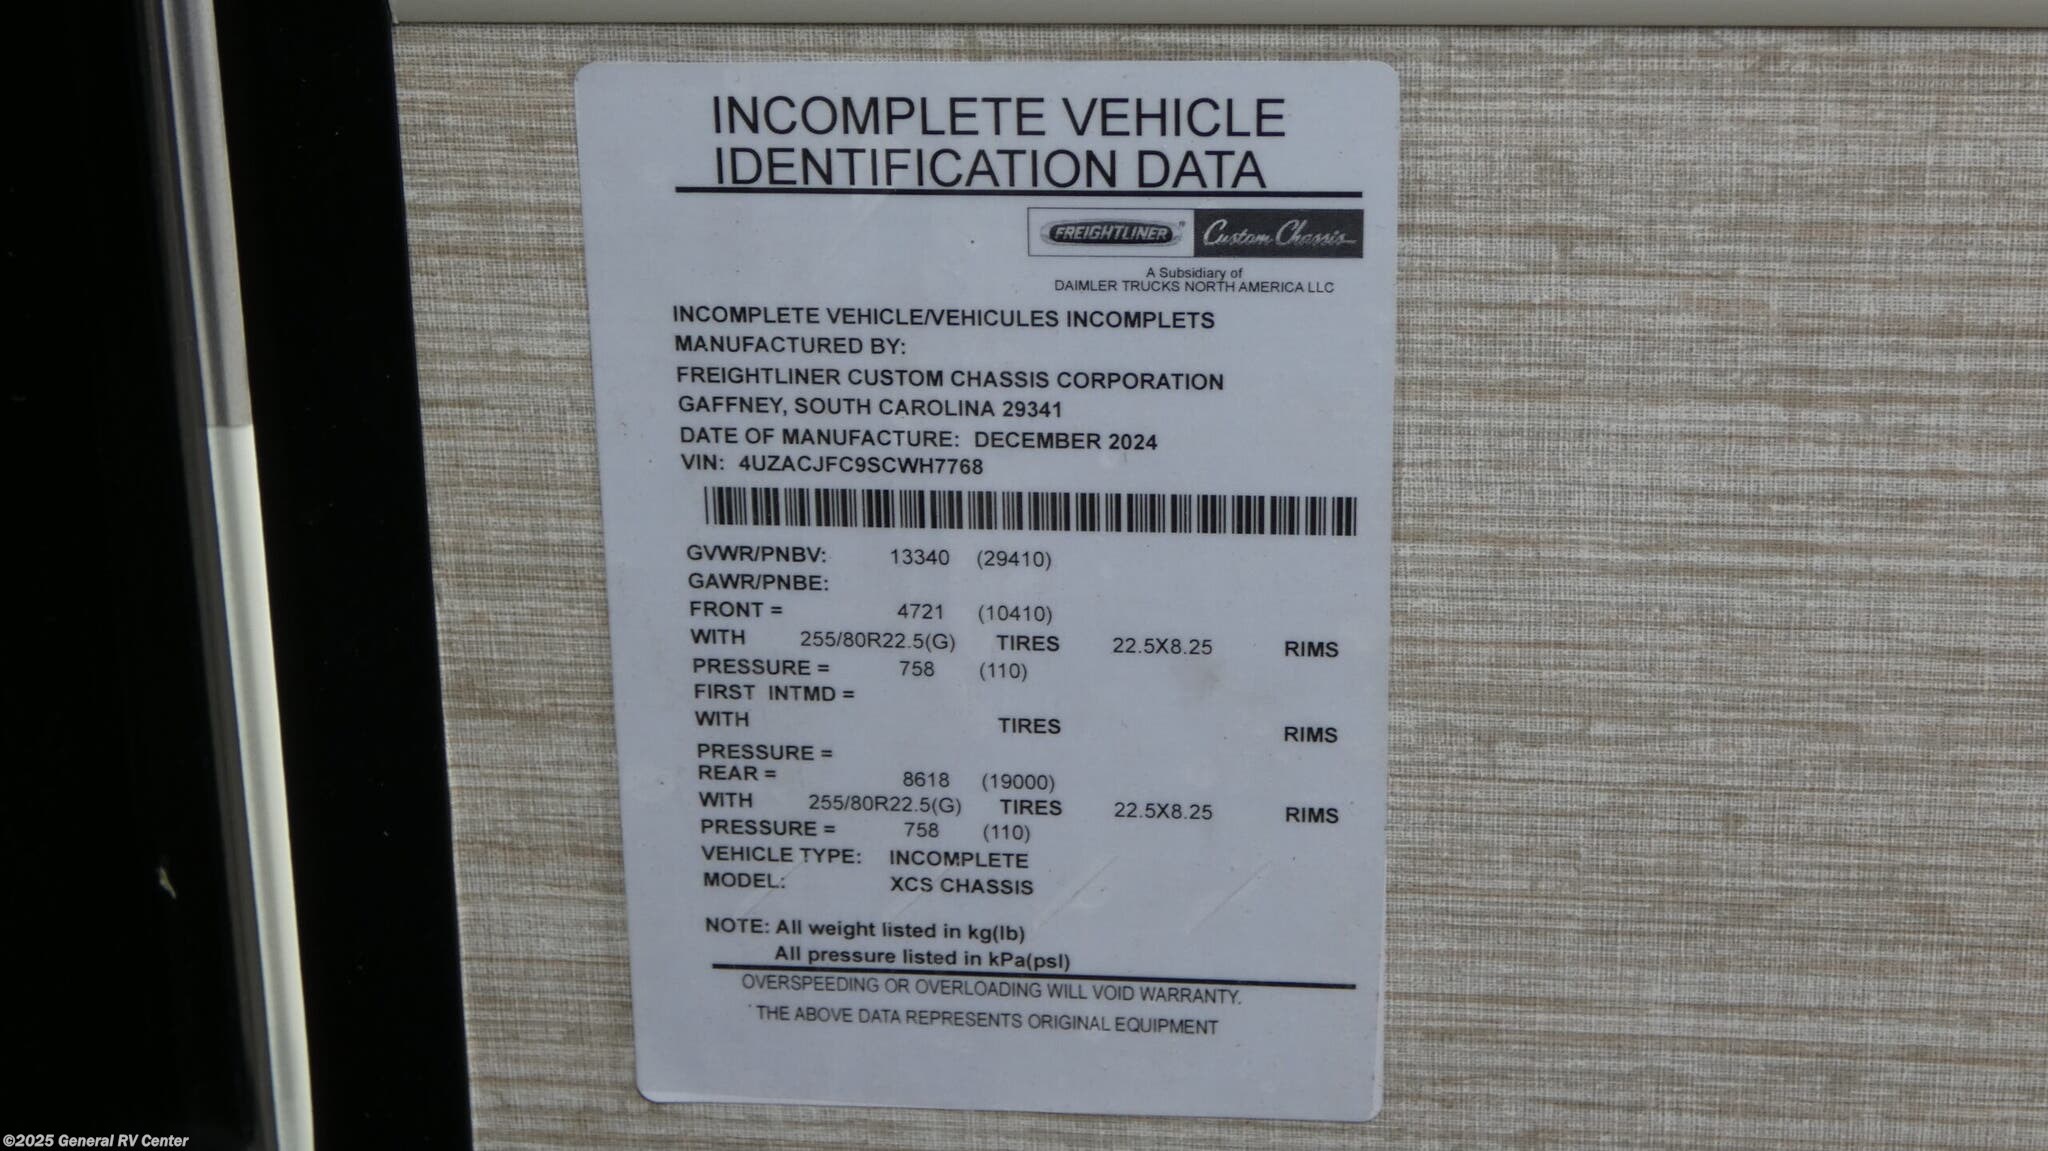 INCOMPLETE VEHICLE
IDENTIFICATION DATA
FREIGHTLINER® Custom Chassis
A Subsidiary of
DAIMLER TRUCKS NORTH AMERICA LLC
INCOMPLETE VEHICLE/VEHICULES INCOMPLETS
MANUFACTURED BY:
FREIGHTLINER CUSTOM CHASSIS CORPORATION
GAFFNEY, SOUTH CAROLINA 29341
DATE OF MANUFACTURE: DECEMBER 2024
VIN: 4UZACJFC9SCWH7768
GVWR/PNBV: 13340 (29410)
GAWR/PNBE:
FRONT = 4721 (10410)
WITH 255/80R22.5(G) TIRES 22.5X8.25 RIMS
PRESSURE = 758 (110)
FIRST INTMD =
WITH TIRES RIMS
PRESSURE =
REAR = 8618 (19000)
WITH 255/80R22.5(G) TIRES 22.5X8.25 RIMS
PRESSURE = 758 (110)
VEHICLE TYPE: INCOMPLETE
MODEL: XCS CHASSIS
NOTE: All weight listed in kg(lb)
All pressure listed in kPa(psI)
OVERSPEEDING OR OVERLOADING WILL VOID WARRANTY.
THE ABOVE DATA REPRESENTS ORIGINAL EQUIPMENT
©2025 General RV Center